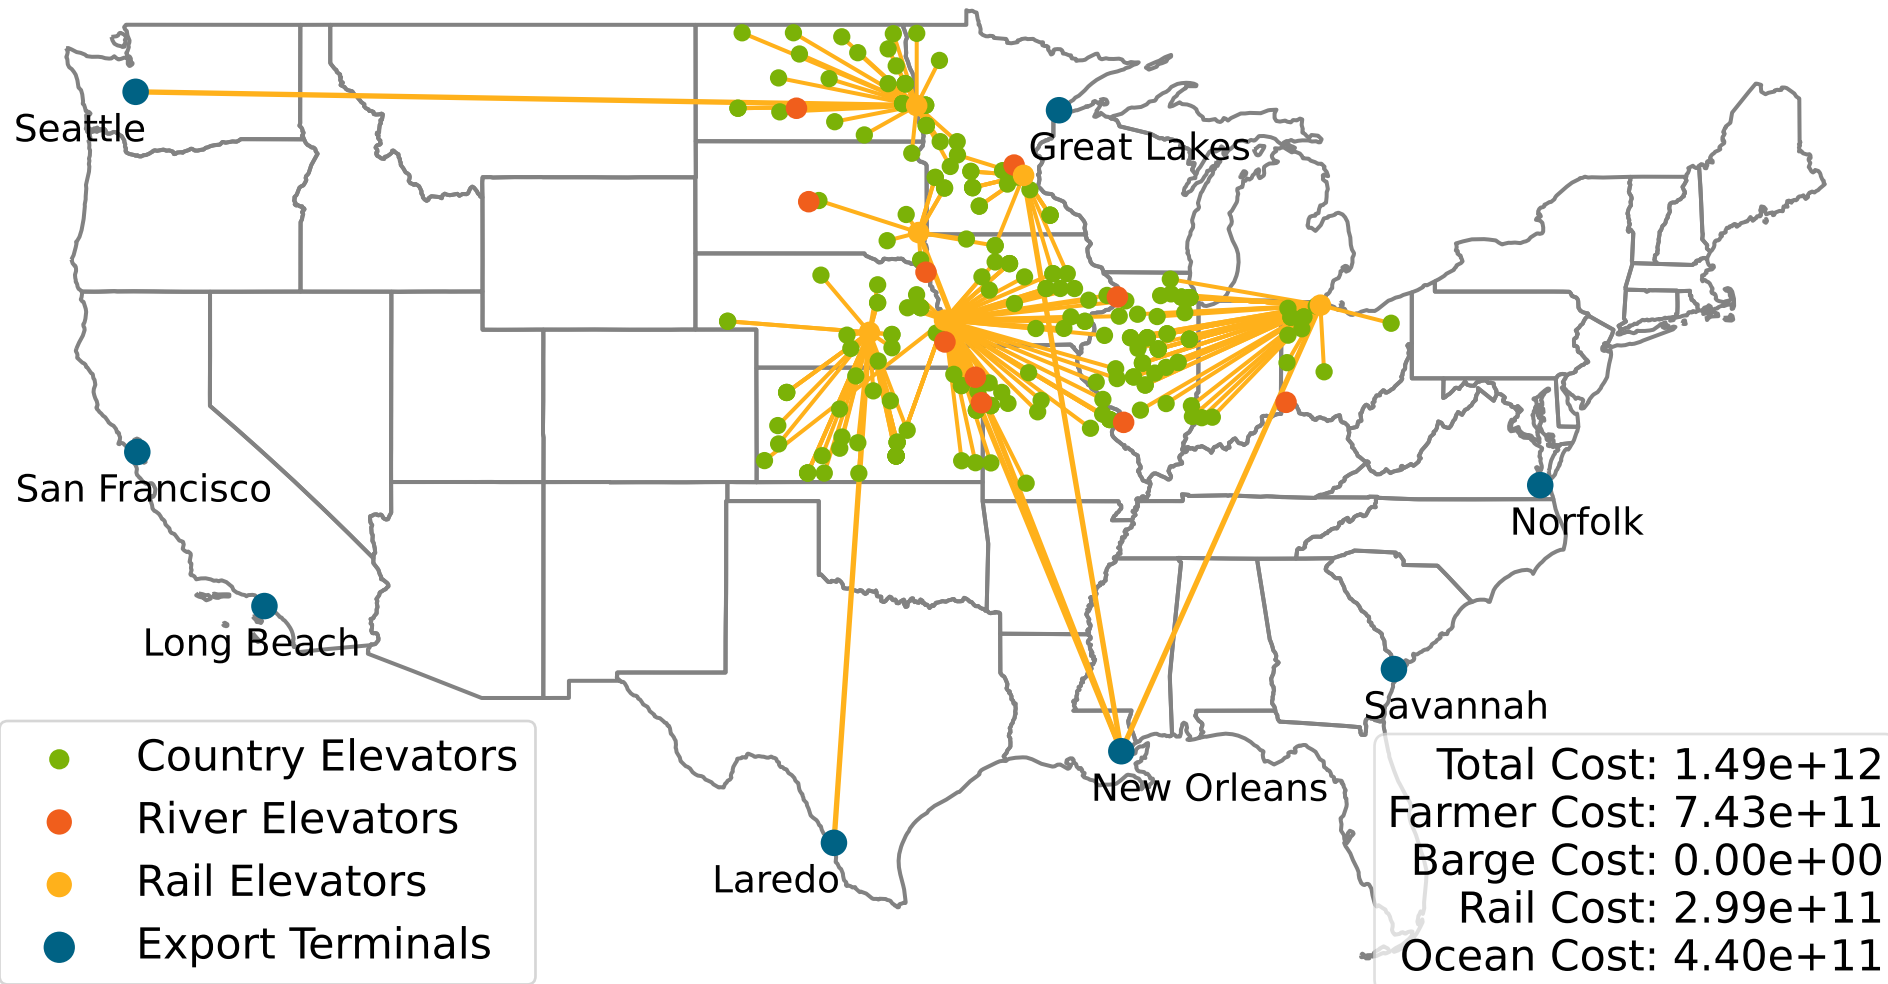 Seattle
Great Lakes
San Francisco
Norfolk
Long Beach
Savannah
New Orleans
Laredo
Country Elevators
River Elevators
Rail Elevators
Export Terminals
Total Cost: 1.49e+12
Farmer Cost: 7.43e+11
Barge Cost: 0.00e+00
Rail Cost: 2.99e+11
Ocean Cost: 4.40e+11